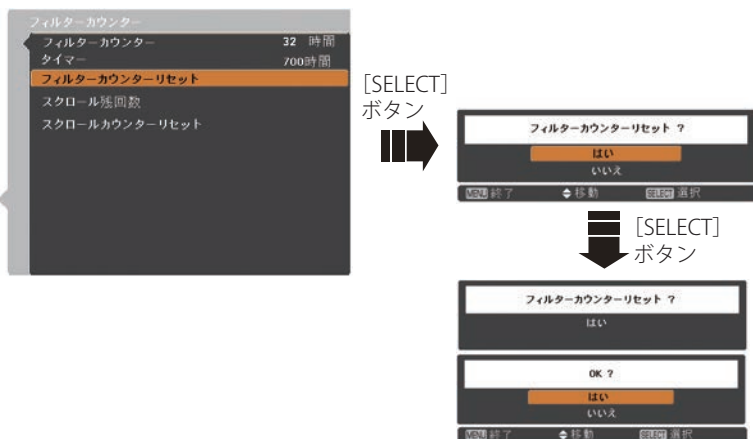 フィルターカウンター
フィルターカウンター 32 時間
タイマー 700時間
フィルターカウンターリセット
スクロール残回数
スクロールカウンターリセット
［SELECT］
ボタン
フィルターカウンターリセット ？
はい
いいえ
MENU 終了 移動 SELECT 選択
［SELECT］
ボタン
フィルターカウンターリセット ？
はい
OK ？
はい
いいえ
MENU 終了 移動 SELECT 選択